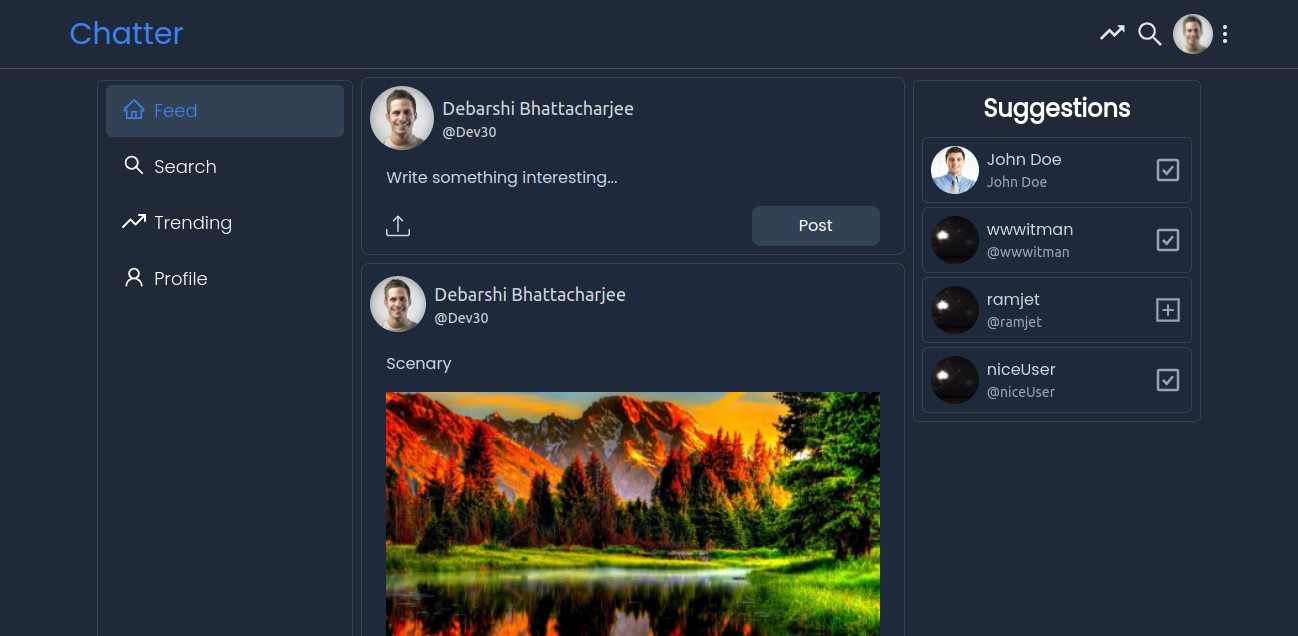 Chatter
Feed
Search
Trending
Profile
Debarshi Bhattacharjee
@Dev30
Write something interesting...
Post
Debarshi Bhattacharjee
@Dev30
Scenary
Suggestions
John Doe
John Doe
wwwitman
@wwwitman
ramjet
@ramjet
niceUser
@niceUser